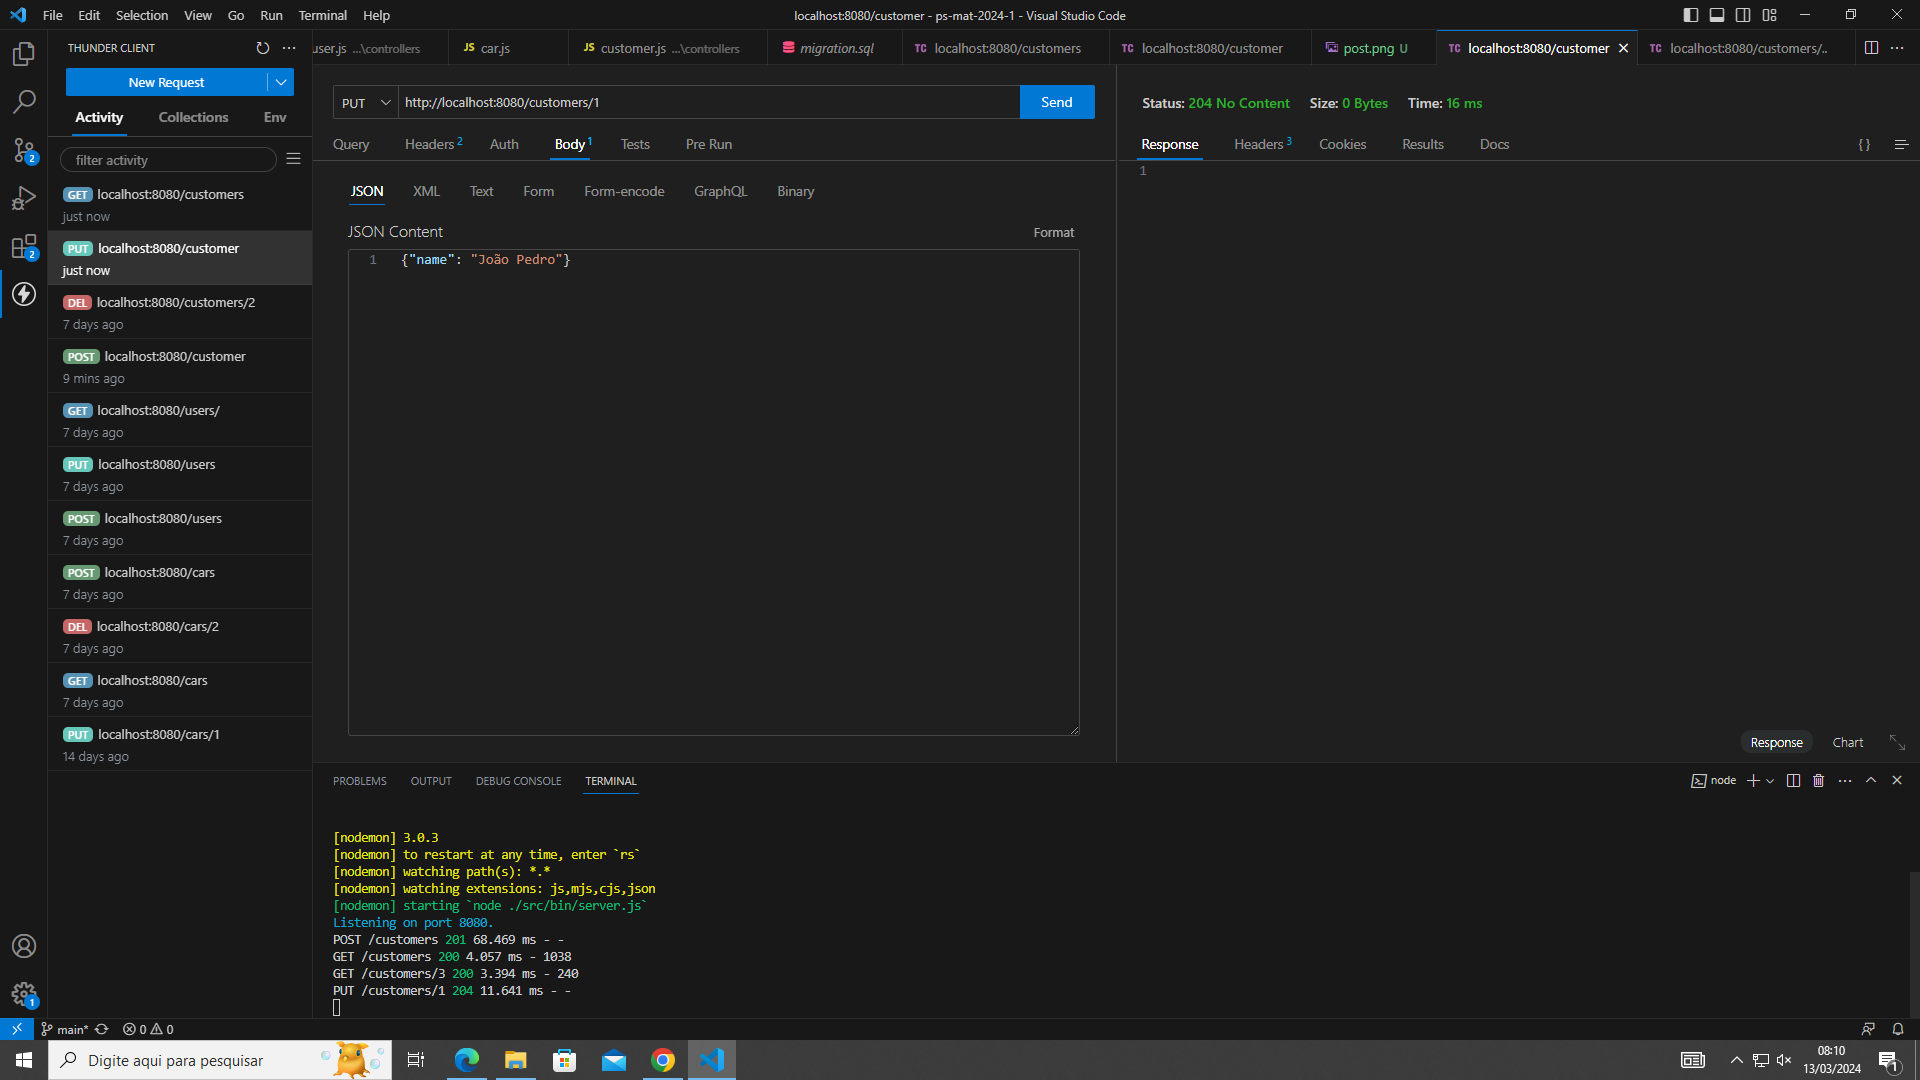 File Edit Selection View Go Run Terminal Help
localhost:8080/customer - ps-mat-2024-1 - Visual Studio Code
THUNDER CLIENT
user.js ...\controllers
JS car.js
JS customer.js ...\controllers
migration.sql
TC localhost:8080/customers
TC localhost:8080/customer
post.png U
TC localhost:8080/customer
TC localhost:8080/customers/..
New Request
Activity Collections Env
filter activity
GET localhost:8080/customers
just now
PUT localhost:8080/customer
just now
DEL localhost:8080/customers/2
7 days ago
POST localhost:8080/customer
9 mins ago
GET localhost:8080/users/
7 days ago
PUT localhost:8080/users
7 days ago
POST localhost:8080/users
7 days ago
POST localhost:8080/cars
7 days ago
DEL localhost:8080/cars/2
7 days ago
GET localhost:8080/cars
7 days ago
PUT localhost:8080/cars/1
14 days ago
PUT http://localhost:8080/customers/1 Send
Query Headers 2 Auth Body 1 Tests Pre Run
JSON XML Text Form Form-encode GraphQL Binary
JSON Content Format
1 {"name": "João Pedro"}
Status: 204 No Content Size: 0 Bytes Time: 16 ms
Response Headers 3 Cookies Results Docs { }
1
Response Chart
PROBLEMS OUTPUT DEBUG CONSOLE TERMINAL
node
[nodemon] 3.0.3
[nodemon] to restart at any time, enter `rs`
[nodemon] watching path(s): *.*
[nodemon] watching extensions: js,mjs,cjs,json
[nodemon] starting `node ./src/bin/server.js`
Listening on port 8080.
POST /customers 201 68.469 ms - -
GET /customers 200 4.057 ms - 1038
GET /customers/3 200 3.394 ms - 240
PUT /customers/1 204 11.641 ms - -
2
2
1
main* 0 0
Digite aqui para pesquisar
08:10
13/03/2024
1